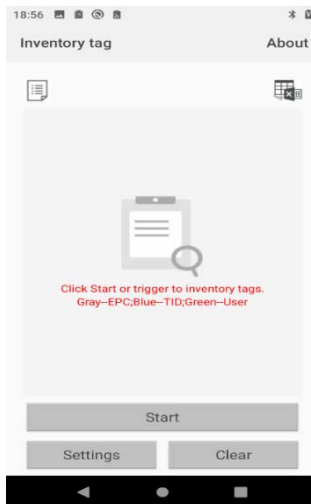 18:56
Inventory tag About
Click Start or trigger to inventory tags.
Gray--EPC;Blue--TID;Green--User
Start
Settings Clear